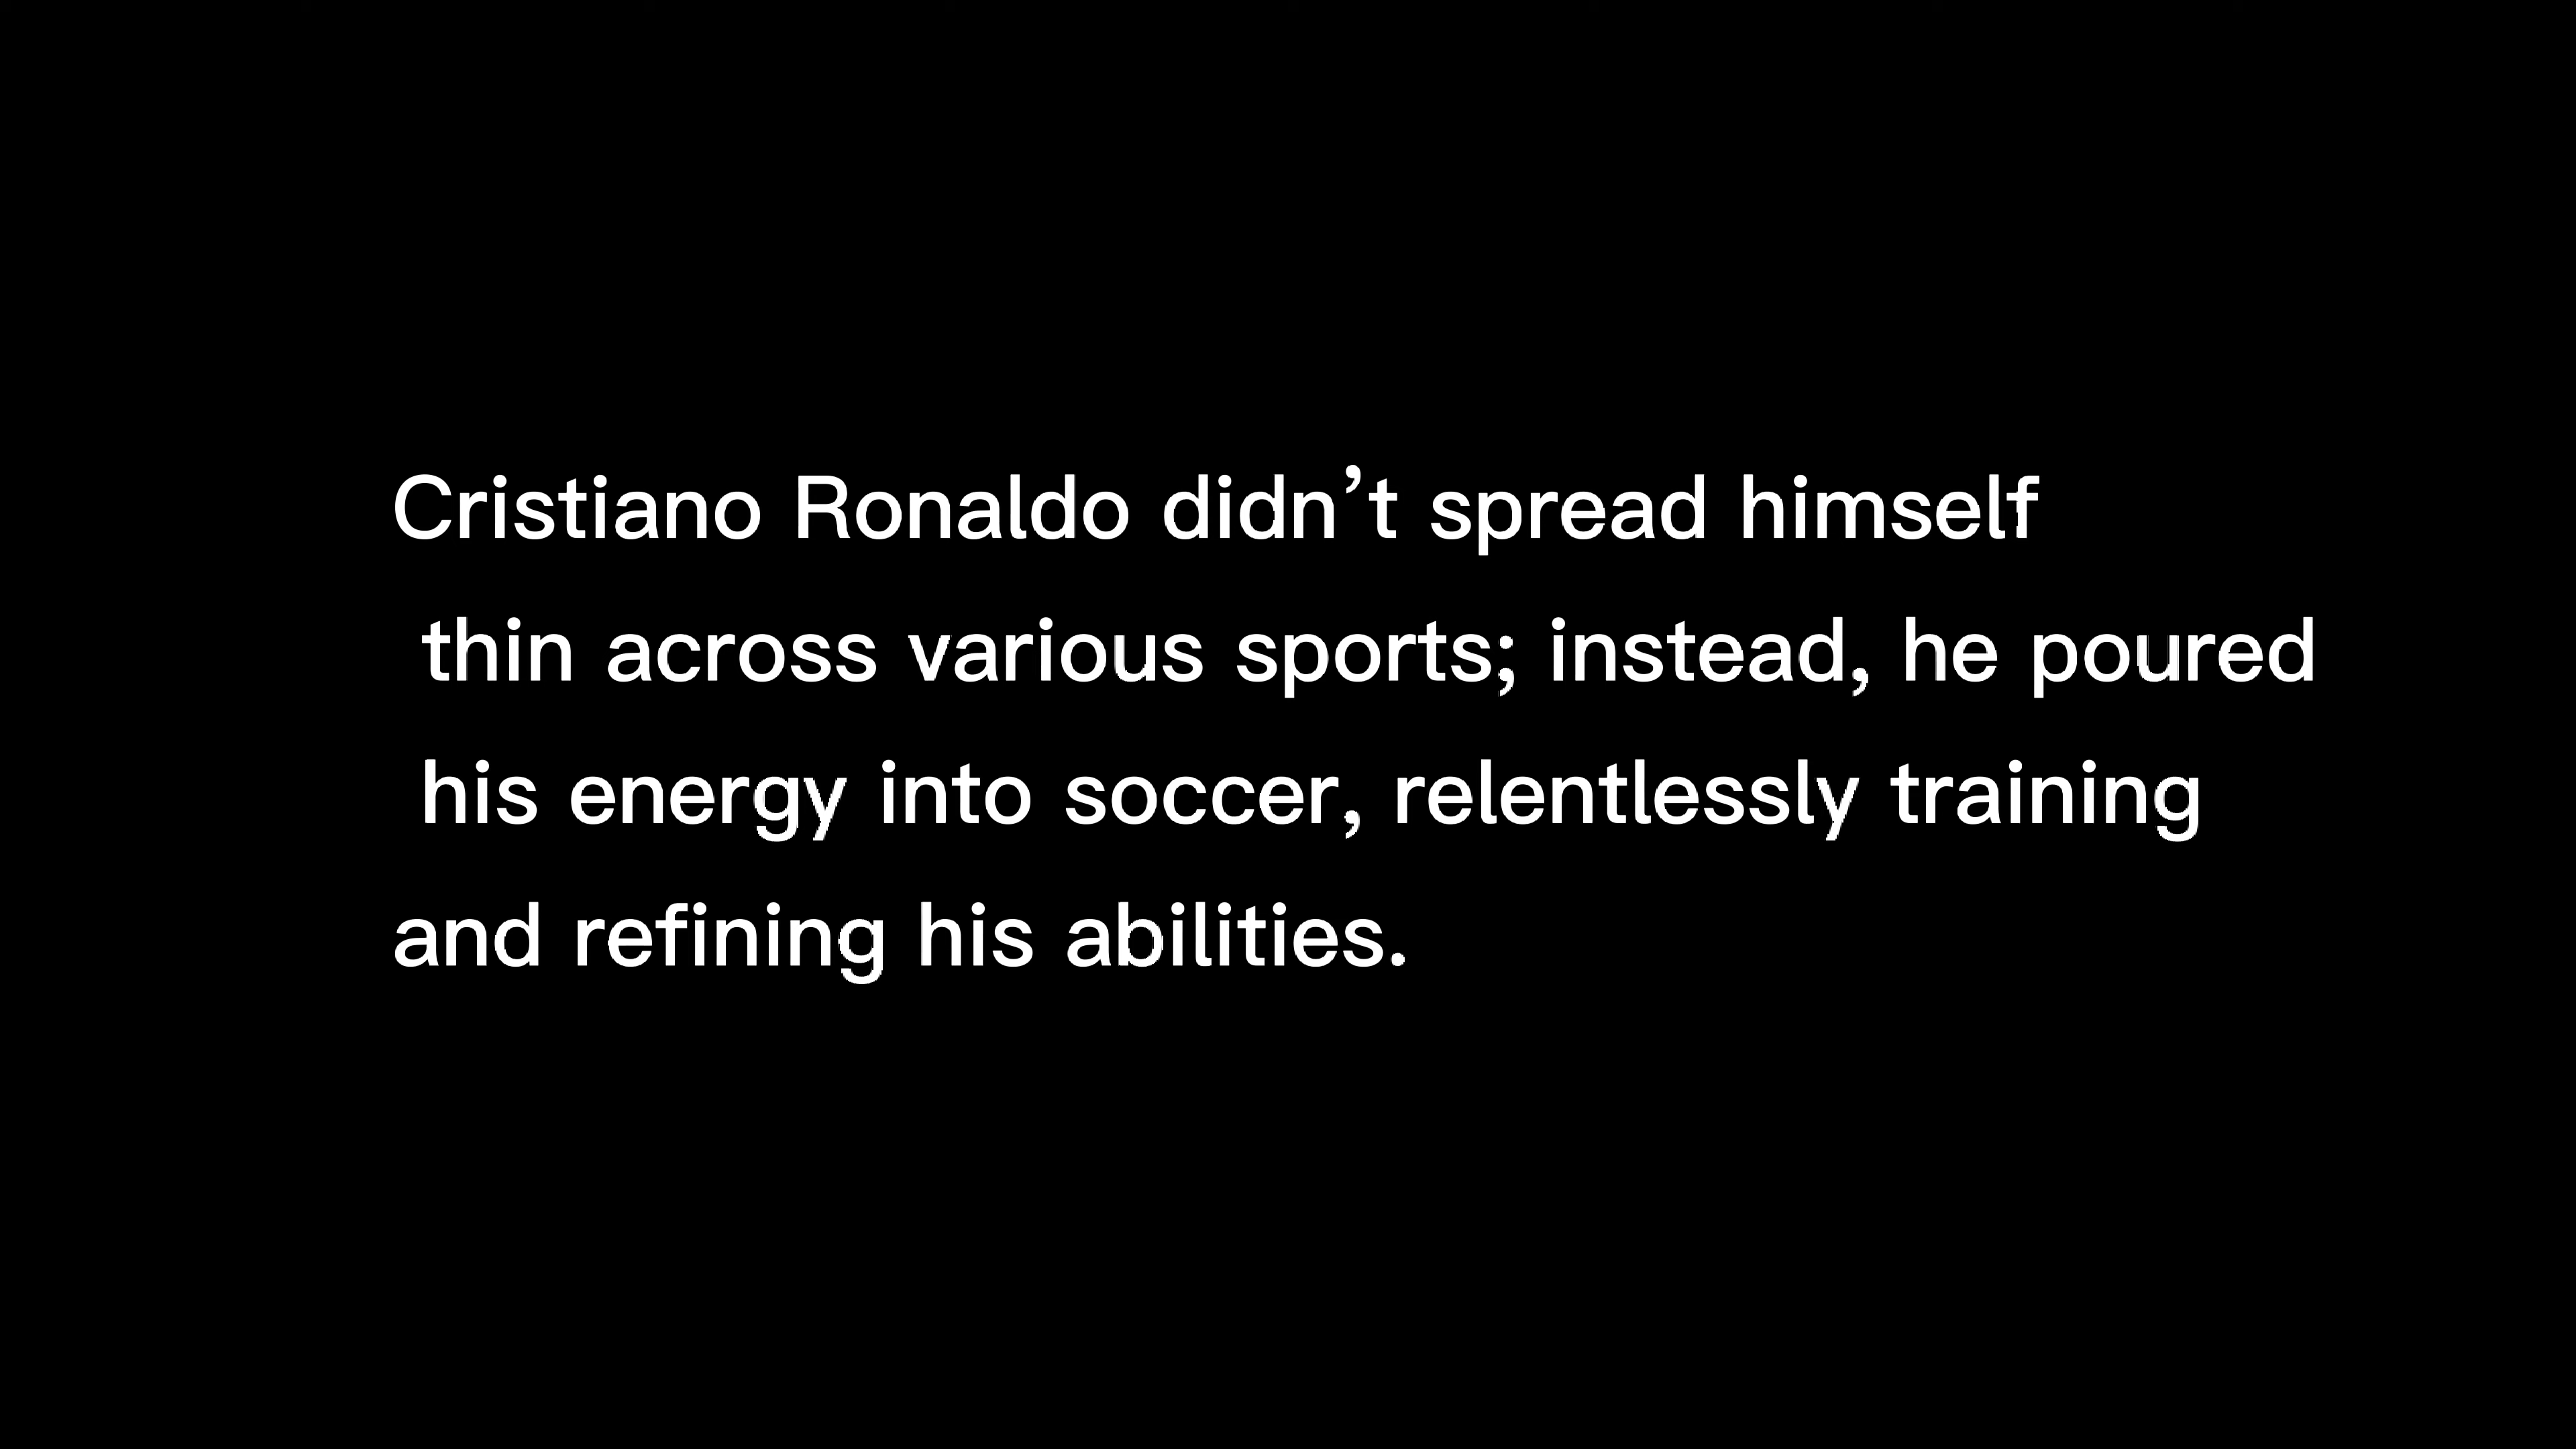 Cristiano Ronaldo didn’t spread himself
thin across various sports; instead, he poured
his energy into soccer, relentlessly training
and refining his abilities.